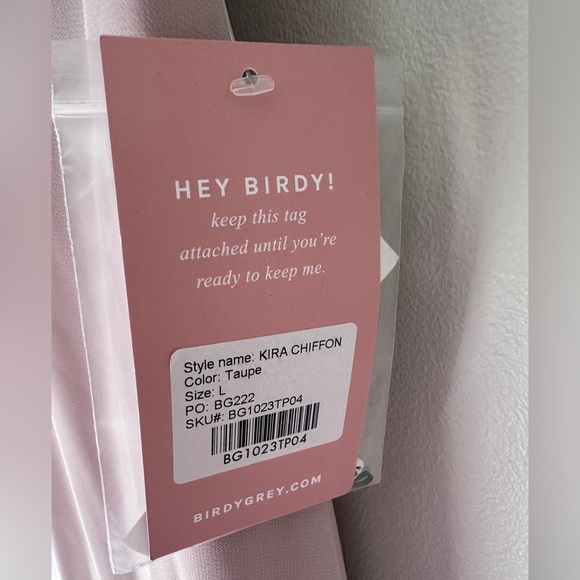 HEY BIRDY!
keep this tag
attached until you're
ready to keep me.
Style name: KIRA CHIFFON
Color: Taupe
Size: L
PO: BG222
SKU#: BG1023TP04
BG1023TP04
BIRDYGREY.COM